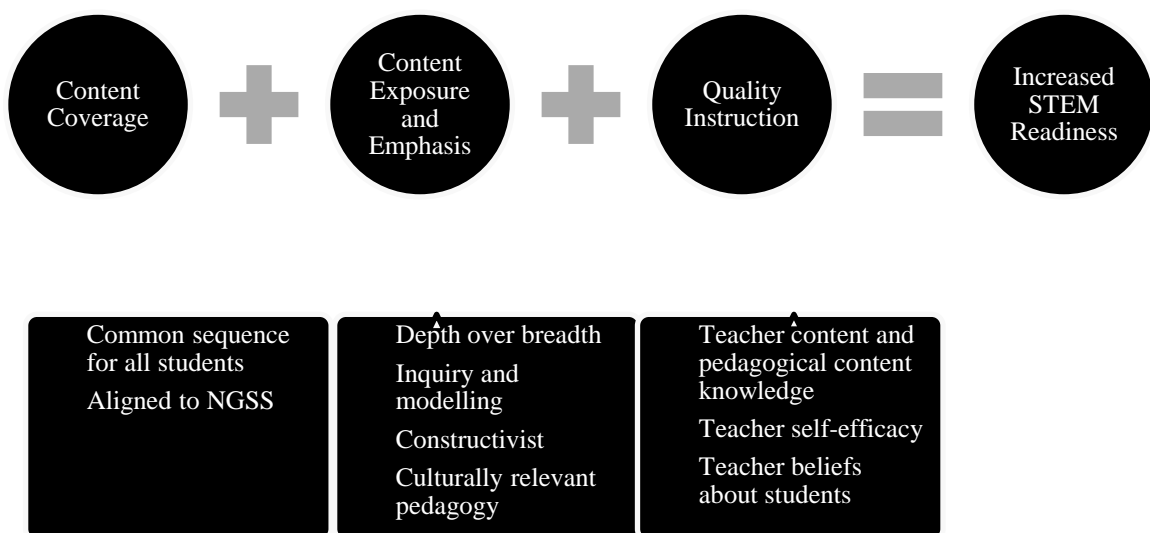 Content
Coverage
Content
Exposure
and
Emphasis
Quality
Instruction
Increased
STEM
Readiness
Common sequence
for all students
Aligned to NGSS
Depth over breadth
Inquiry and
modelling
Constructivist
Culturally relevant
pedagogy
Teacher content and
pedagogical content
knowledge
Teacher self-efficacy
Teacher beliefs
about students